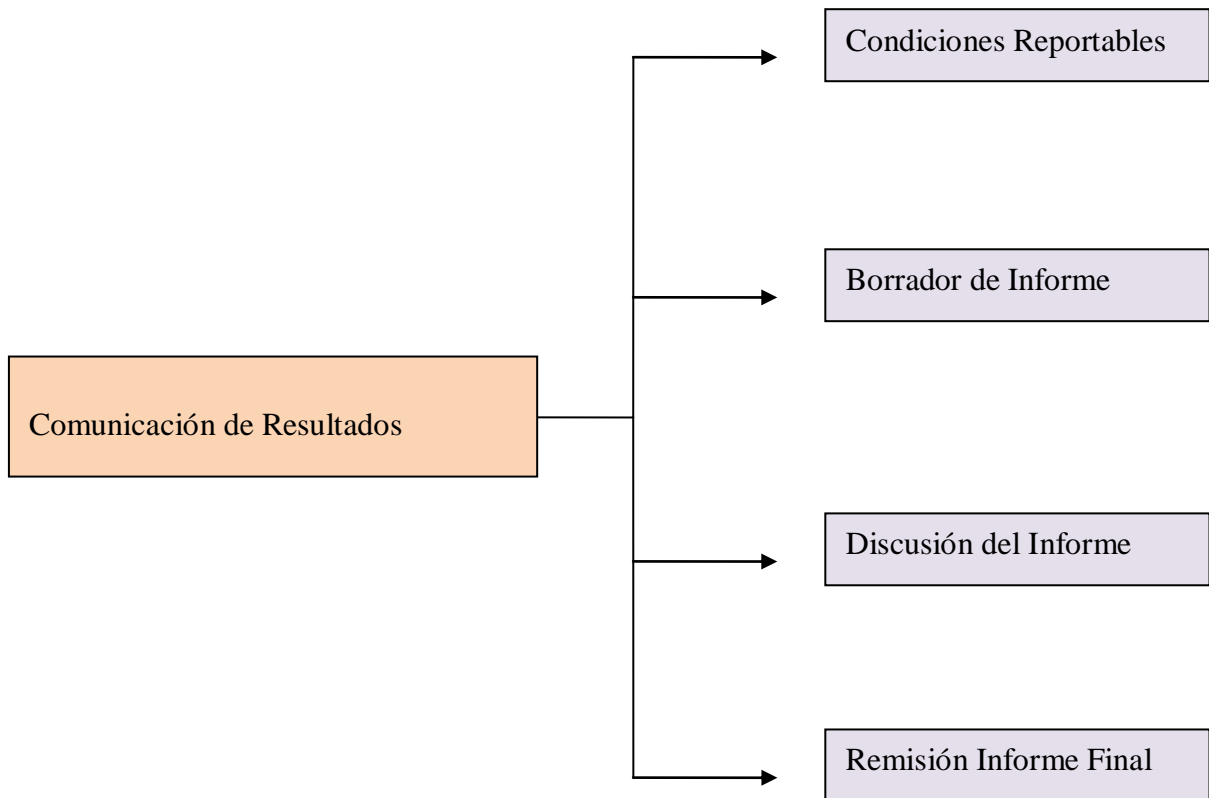 Condiciones Reportables
Borrador de Informe
Comunicación de Resultados
Discusión del Informe
Remisión Informe Final